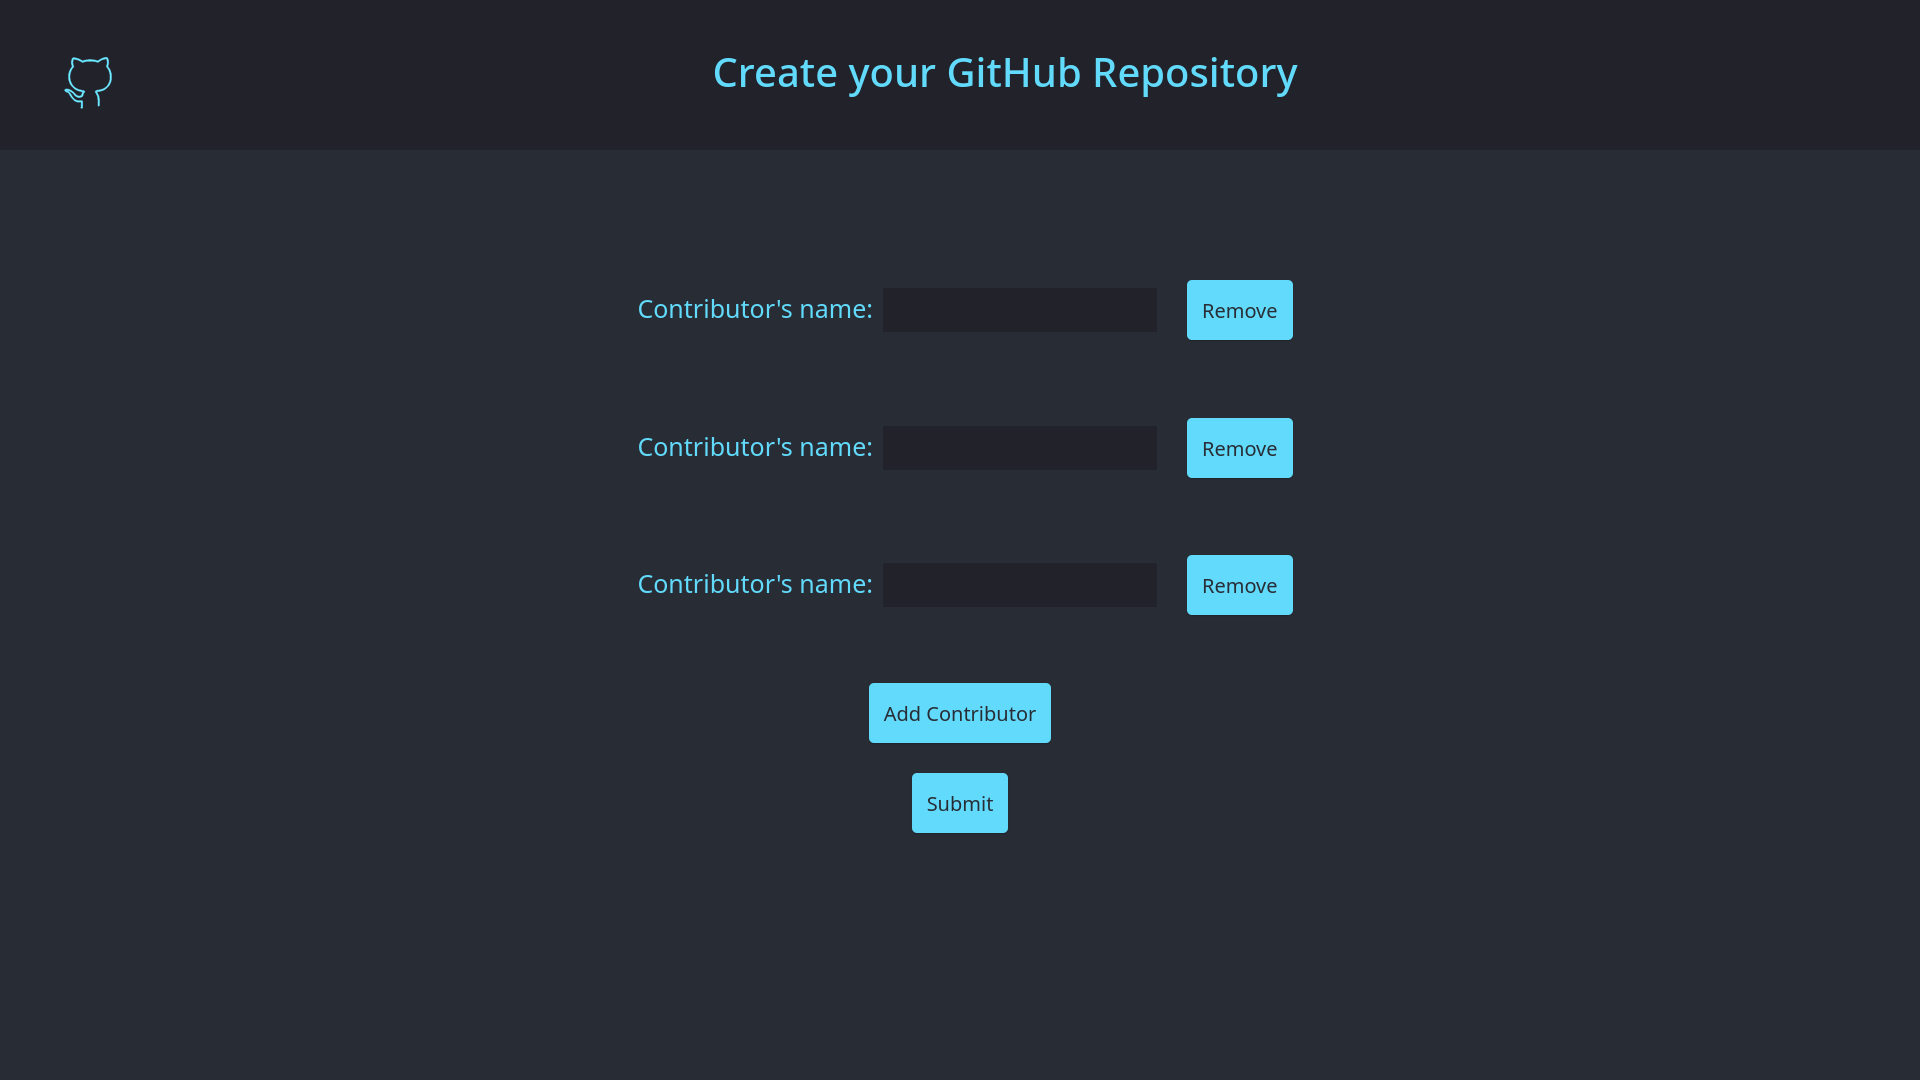 Create your GitHub Repository
Contributor's name:
Remove
Contributor's name:
Remove
Contributor's name:
Remove
Add Contributor
Submit